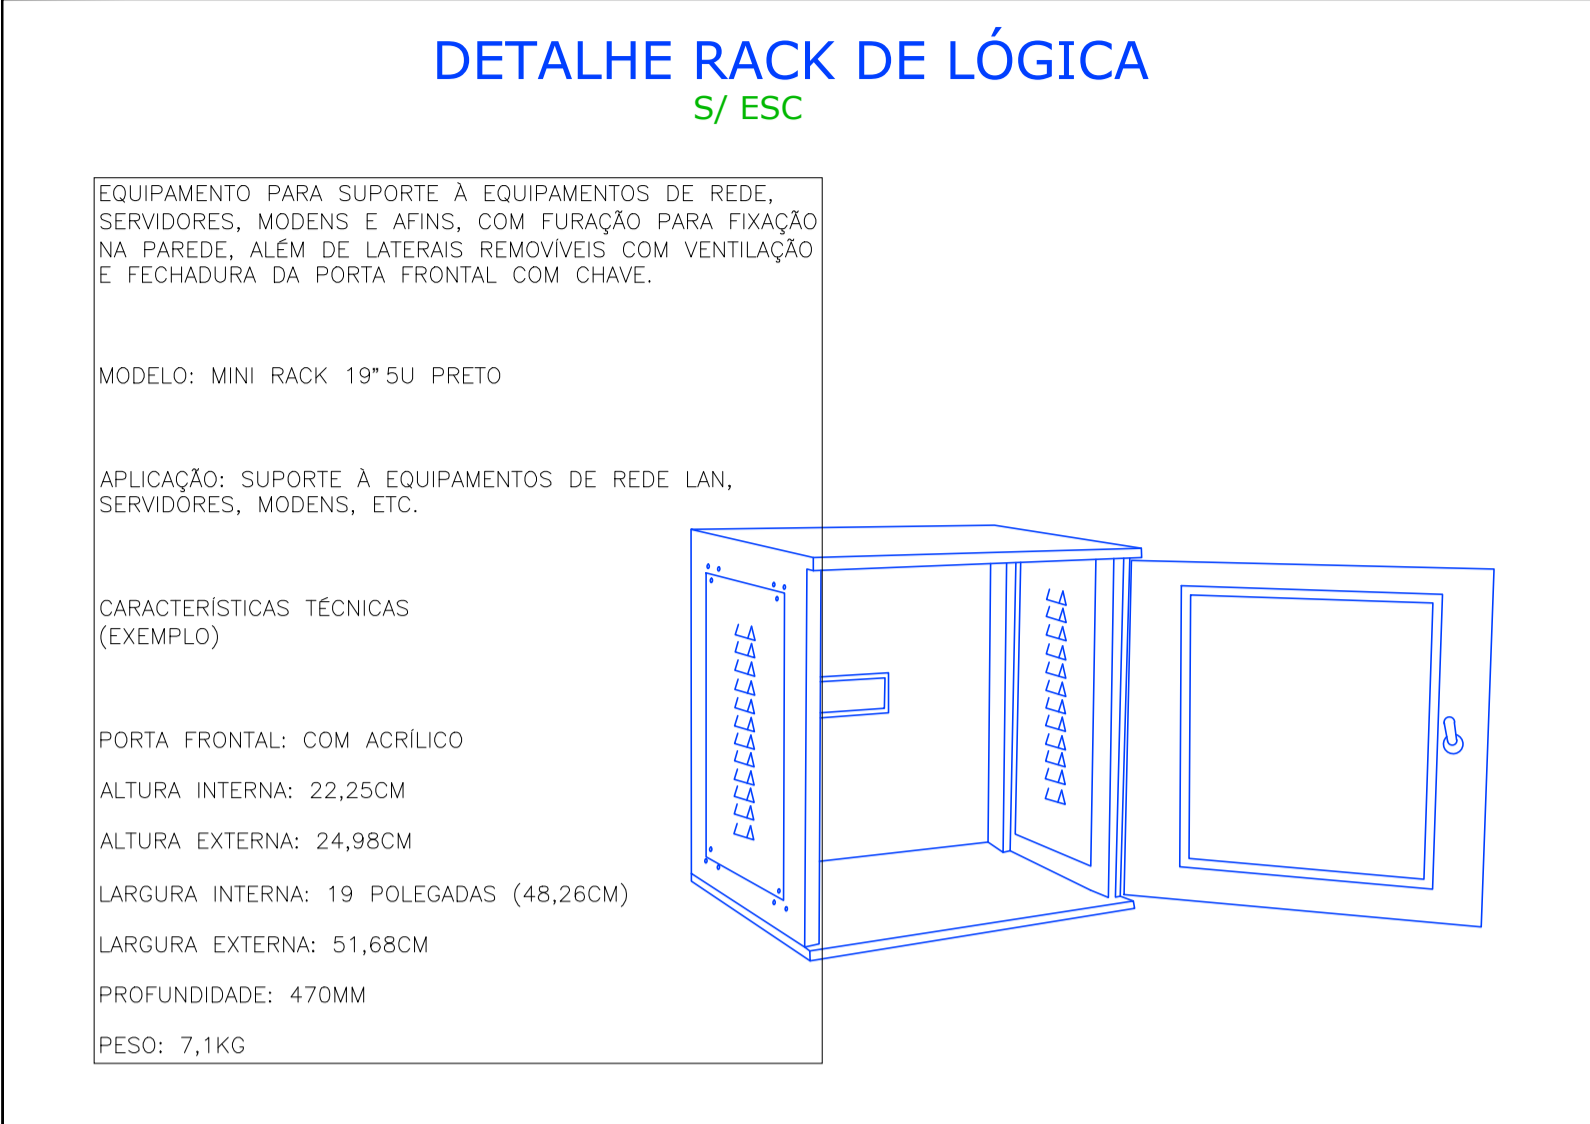 DETALHE RACK DE LÓGICA
S/ ESC
EQUIPAMENTO PARA SUPORTE À EQUIPAMENTOS DE REDE,
SERVIDORES, MODENS E AFINS, COM FURAÇÃO PARA FIXAÇÃO
NA PAREDE, ALÉM DE LATERAIS REMOVÍVEIS COM VENTILAÇÃO
E FECHADURA DA PORTA FRONTAL COM CHAVE.
MODELO: MINI RACK 19” 5U PRETO
APLICAÇÃO: SUPORTE À EQUIPAMENTOS DE REDE LAN,
SERVIDORES, MODENS, ETC.
CARACTERÍSTICAS TÉCNICAS
(EXEMPLO)
PORTA FRONTAL: COM ACRÍLICO
ALTURA INTERNA: 22,25CM
ALTURA EXTERNA: 24,98CM
LARGURA INTERNA: 19 POLEGADAS (48,26CM)
LARGURA EXTERNA: 51,68CM
PROFUNDIDADE: 470MM
PESO: 7,1KG